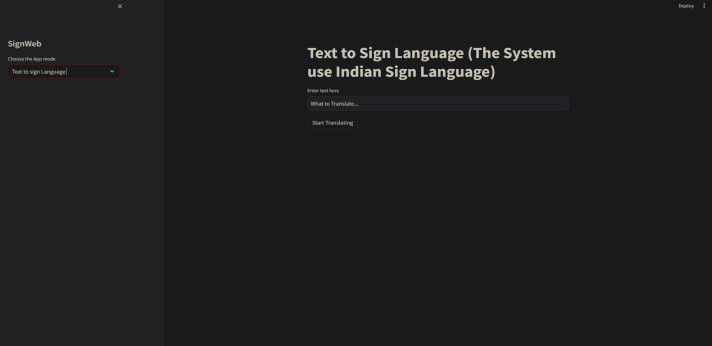 Deploy
SignWeb
Choose the App mode
Text to sign Language
Text to Sign Language (The System
use Indian Sign Language)
Enter text here
What to Translate...
Start Translating